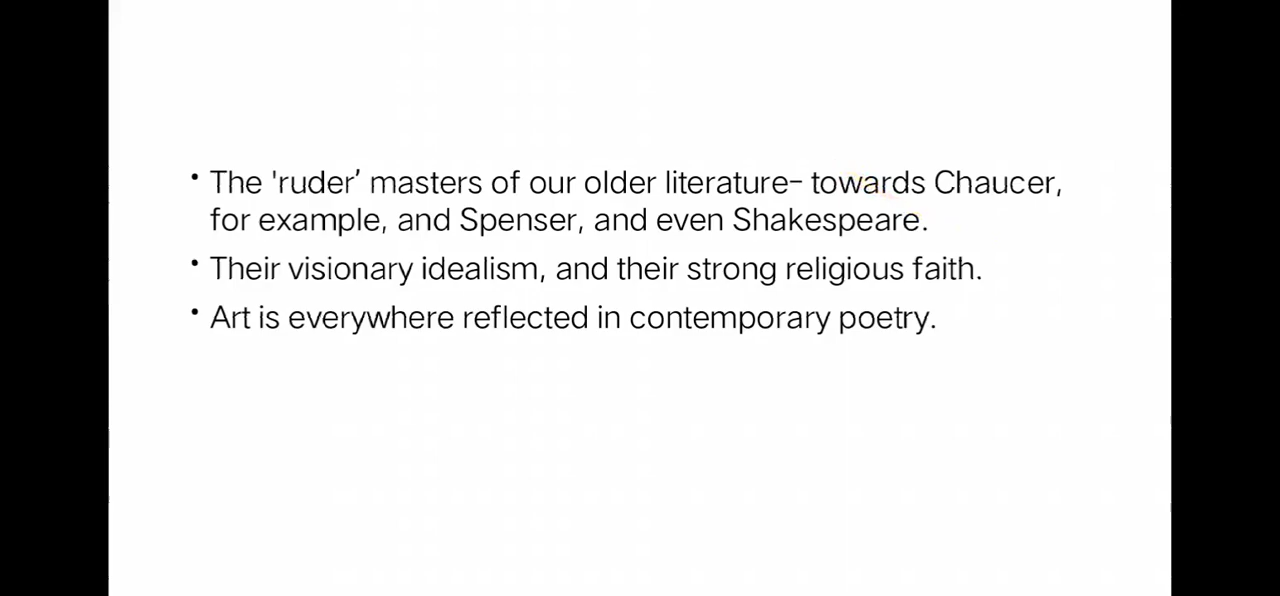 • The 'ruder’ masters of our older literature– towards Chaucer,
for example, and Spenser, and even Shakespeare.
• Their visionary idealism, and their strong religious faith.
• Art is everywhere reflected in contemporary poetry.